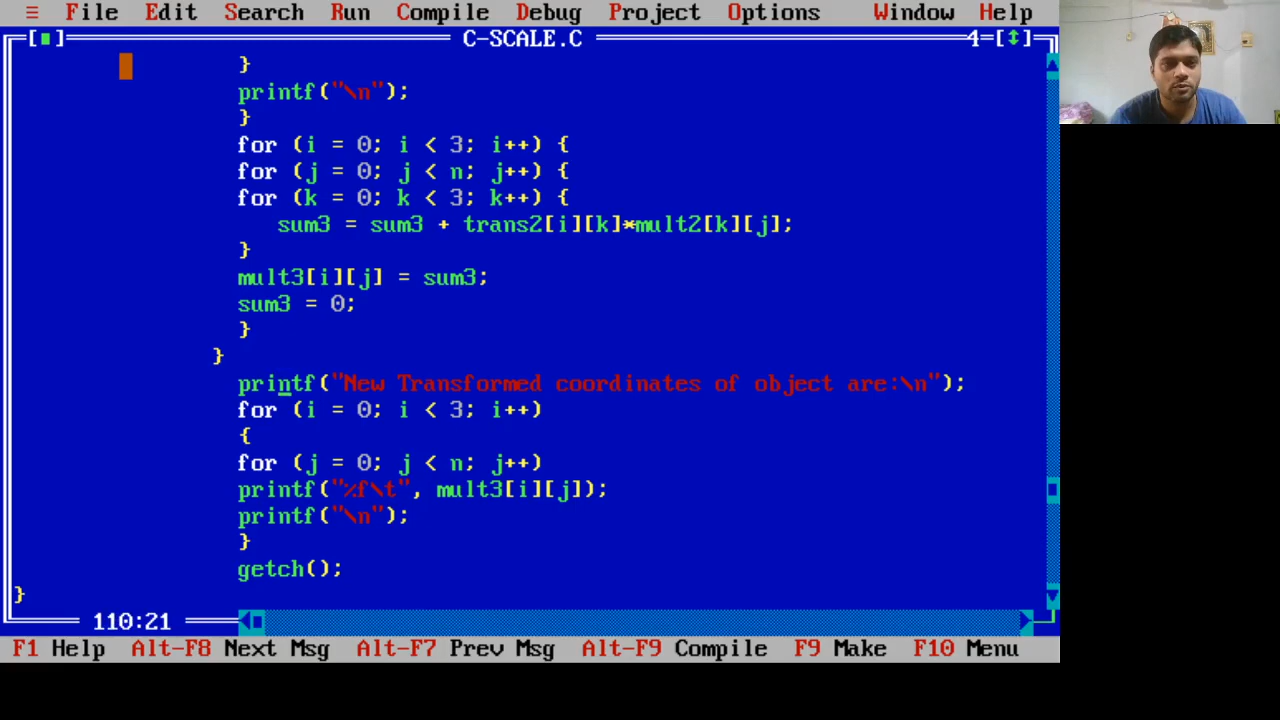 ≡ File Edit Search Run Compile Debug Project Options Window Help
[■] C-SCALE.C 4=[↕]
}
printf("\n");
}
for (i = 0; i < 3; i++) {
for (j = 0; j < n; j++) {
for (k = 0; k < 3; k++) {
sum3 = sum3 + trans2[i][k]*mult2[k][j];
}
mult3[i][j] = sum3;
sum3 = 0;
}
}
printf("New Transformed coordinates of object are:\n");
for (i = 0; i < 3; i++)
{
for (j = 0; j < n; j++)
printf("%f\t", mult3[i][j]);
printf("\n");
}
getch();
}
110:21
F1 Help Alt-F8 Next Msg Alt-F7 Prev Msg Alt-F9 Compile F9 Make F10 Menu